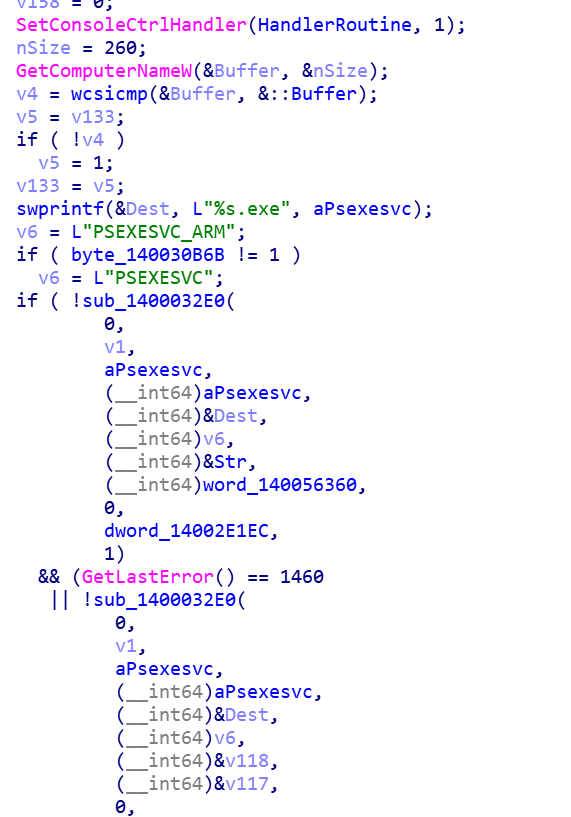 v158 = 0;
SetConsoleCtrlHandler(HandlerRoutine, 1);
nSize = 260;
GetComputerNameW(&Buffer, &nSize);
v4 = wcsicmp(&Buffer, &::Buffer);
v5 = v133;
if ( !v4 )
v5 = 1;
v133 = v5;
swprintf(&Dest, L"%s.exe", aPsexesvc);
v6 = L"PSEXESVC_ARM";
if ( byte_140030B6B != 1 )
v6 = L"PSEXESVC";
if ( !sub_1400032E0(
0,
v1,
aPsexesvc,
(__int64)aPsexesvc,
(__int64)&Dest,
(__int64)v6,
(__int64)&Str,
(__int64)word_140056360,
0,
dword_14002E1EC,
1)
&& (GetLastError() == 1460
|| !sub_1400032E0(
0,
v1,
aPsexesvc,
(__int64)aPsexesvc,
(__int64)&Dest,
(__int64)v6,
(__int64)&v118,
(__int64)&v117,
0,